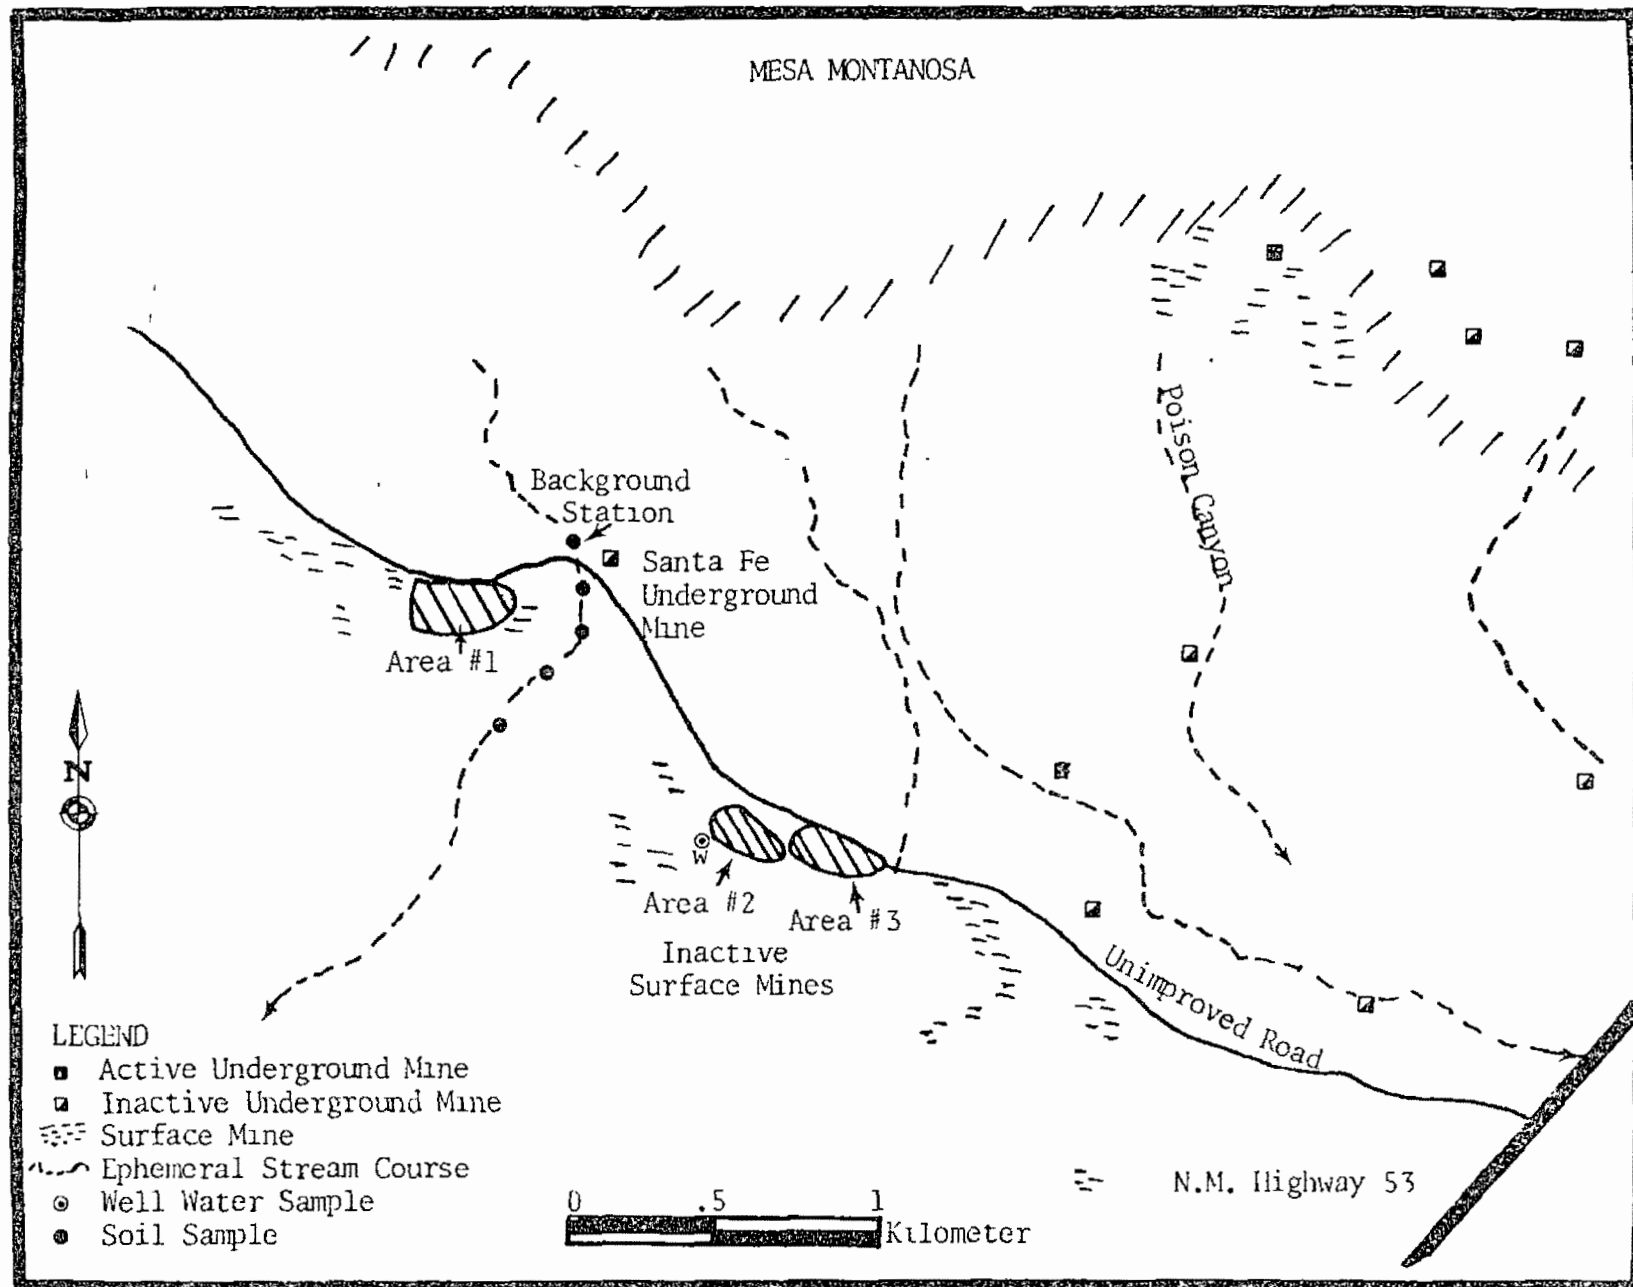 MESA MONTANOSA
Poison Canyon
Background
Station
Santa Fe
Underground
Mine
Area #1
N
W
Area #2
Area #3
Inactive
Surface Mines
Unimproved Road
LEGEND
Active Underground Mine
Inactive Underground Mine
Surface Mine
Ephemeral Stream Course
Well Water Sample
Soil Sample
0 .5 1
Kilometer
N.M. Highway 53